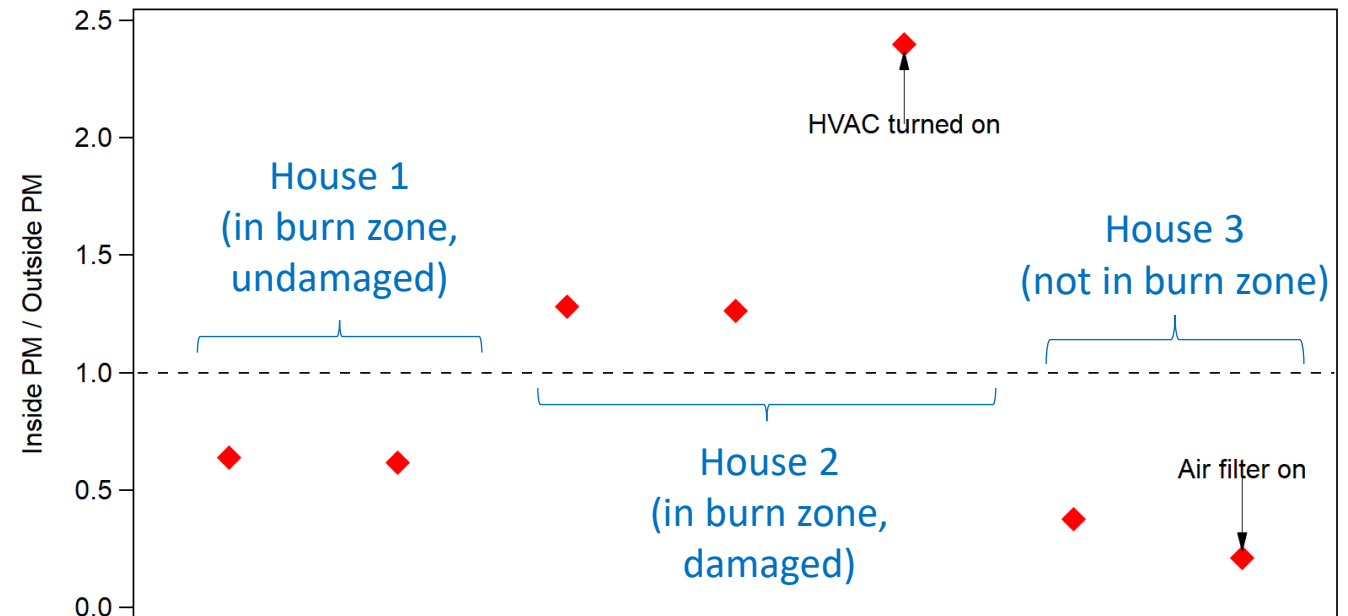 2.5
2.0
1.5
1.0
0.5
0.0
Inside PM / Outside PM
House 1
(in burn zone,
undamaged)
HVAC turned on
House 2
(in burn zone,
damaged)
House 3
(not in burn zone)
Air filter on